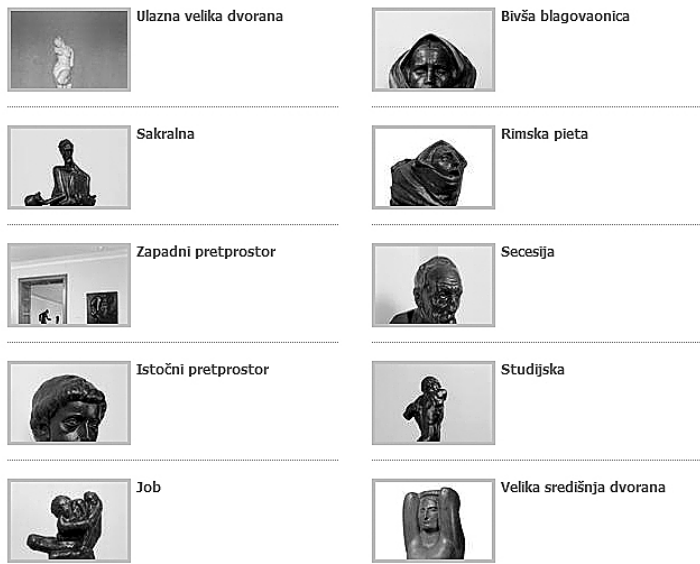 Ulazna velika dvorana
Bivša blagovaonica
Sakralna
Rimska pieta
Zapadni pretprostor
Secesija
Istočni pretprostor
Studijska
Job
Velika središnja dvorana